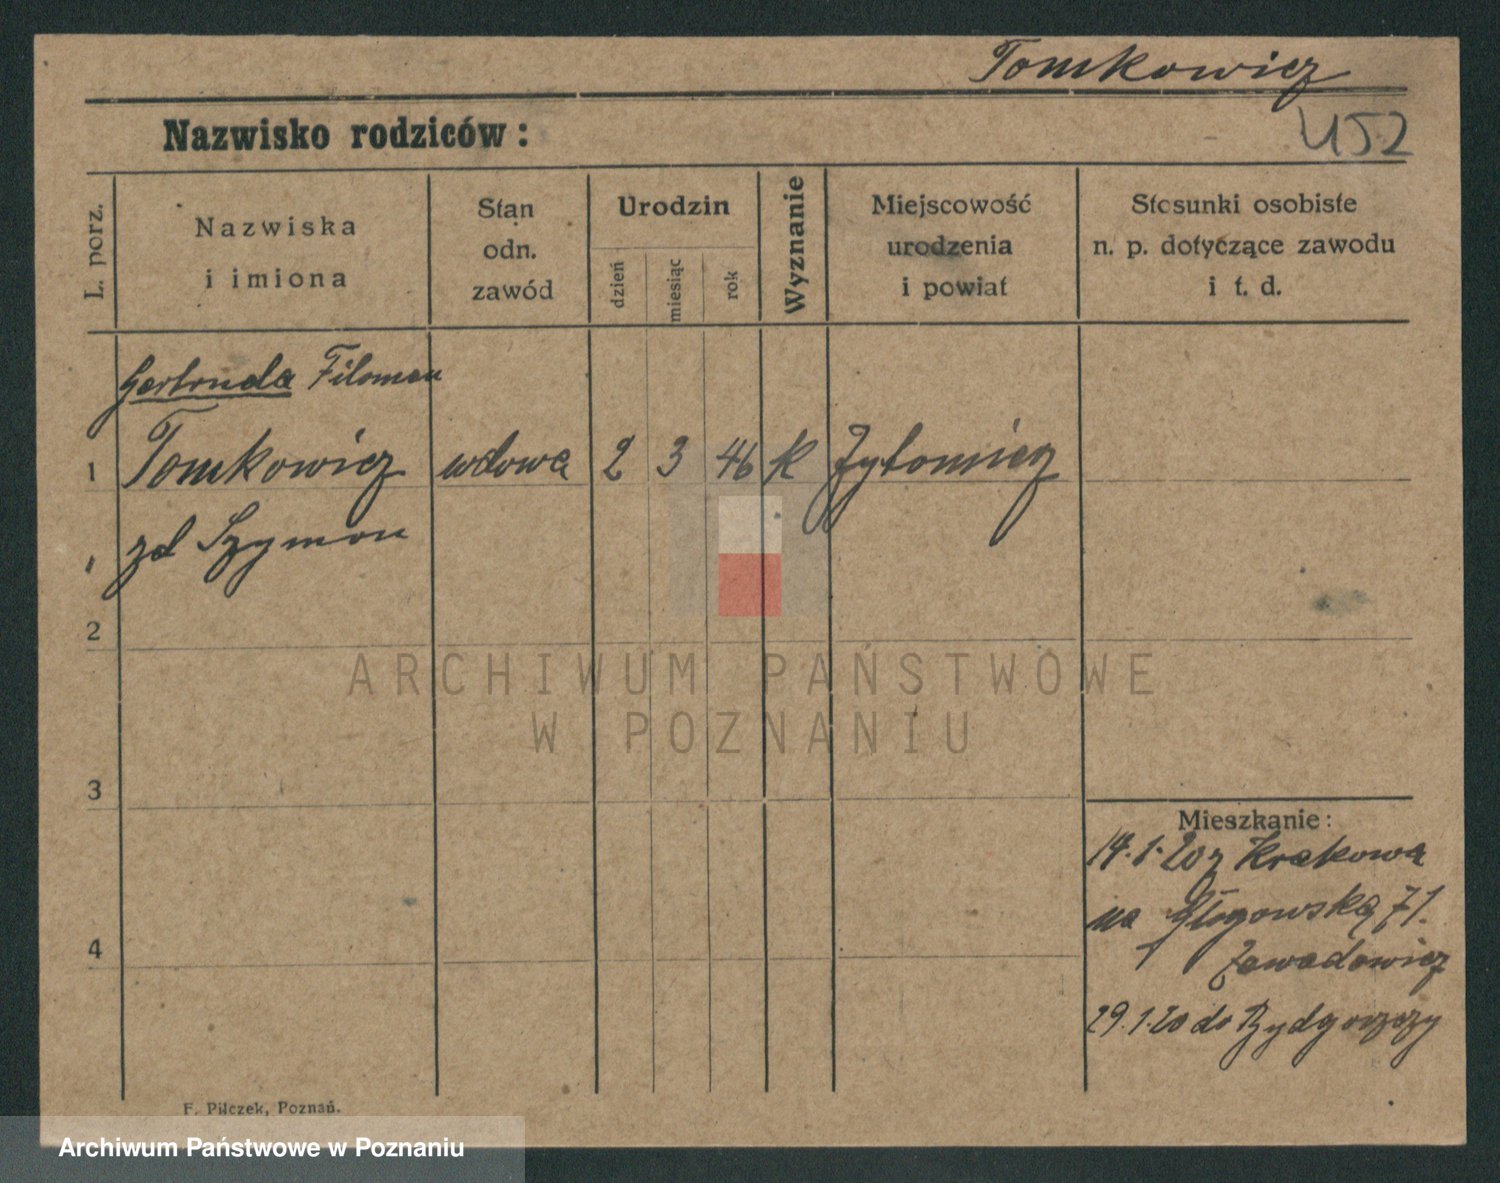 Tomkowicz
Nazwisko rodziców:
452
L. porz.
Nazwiska
i imiona
Stan
odn.
zawód
Urodzin
dzień
miesiąc
rok
Wyznanie
Miejscowość
urodzenia
i powiat
Stosunki osobiste
n. p. dotyczące zawodu
i t. d.
Gertruda Filomen
1 Tomkowicz wdowa 2 3 46 k Żytomierz
zd Szymon
2
ARCHIWUM PAŃSTWOWE
W POZNANIU
3
Mieszkanie:
14.1.20 z Krakowa
na Głogowską 71.
Zawadowicz
4
29.1.20 do Bydgoszczy
F. Pilczek, Poznań.
Archiwum Państwowe w Poznaniu